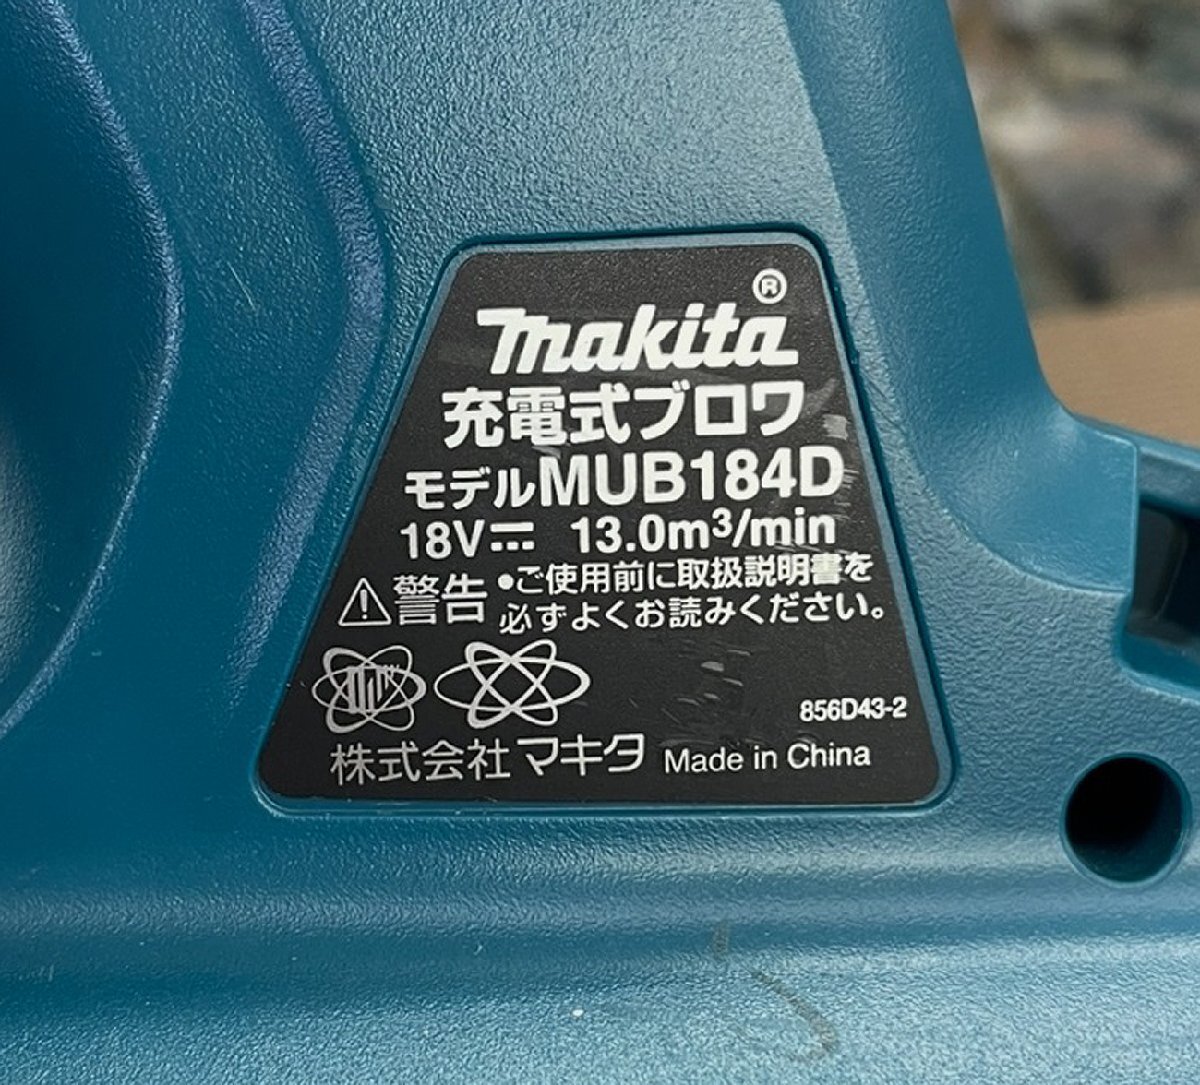 makita®
充電式ブロワ
モデルMUB184D
18V⎓ 13.0m³/min
⚠警告 •ご使用前に取扱説明書を
必ずよくお読みください。
856D43-2
株式会社マキタ Made in China